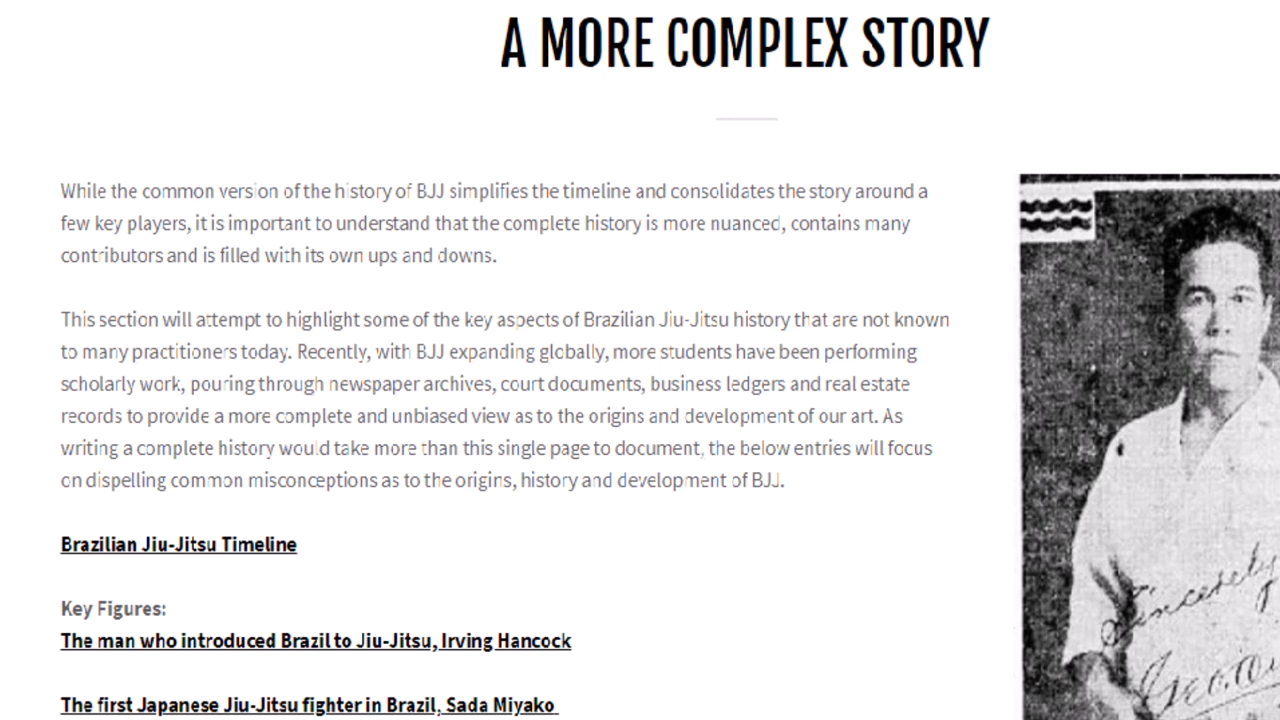 A MORE COMPLEX STORY
While the common version of the history of BJJ simplifies the timeline and consolidates the story around a
few key players, it is important to understand that the complete history is more nuanced, contains many
contributors and is filled with its own ups and downs.
This section will attempt to highlight some of the key aspects of Brazilian Jiu-Jitsu history that are not known
to many practitioners today. Recently, with BJJ expanding globally, more students have been performing
scholarly work, pouring through newspaper archives, court documents, business ledgers and real estate
records to provide a more complete and unbiased view as to the origins and development of our art. As
writing a complete history would take more than this single page to document, the below entries will focus
on dispelling common misconceptions as to the origins, history and development of BJJ.
Brazilian Jiu-Jitsu Timeline
Key Figures:
The man who introduced Brazil to Jiu-Jitsu, Irving Hancock
The first Japanese Jiu-Jitsu fighter in Brazil, Sada Miyako
Sincerely
Geo.